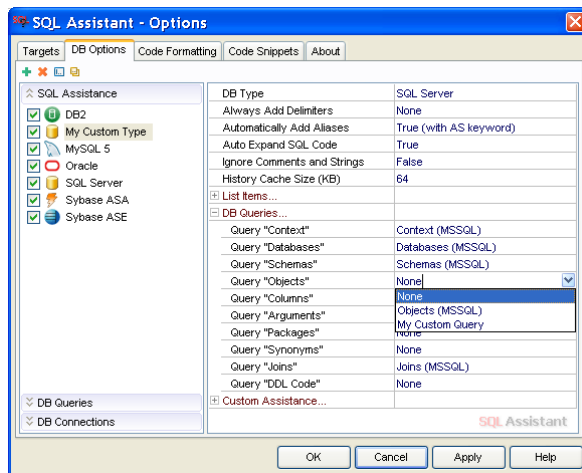 SQL Assistant - Options
Targets DB Options Code Formatting Code Snippets About
SQL Assistance
DB2
My Custom Type
MySQL 5
Oracle
SQL Server
Sybase ASA
Sybase ASE
DB Queries
DB Connections
DB Type SQL Server
Always Add Delimiters None
Automatically Add Aliases True (with AS keyword)
Auto Expand SQL Code True
Ignore Comments and Strings False
History Cache Size (KB) 64
List Items...
DB Queries...
Query "Context" Context (MSSQL)
Query "Databases" Databases (MSSQL)
Query "Schemas" Schemas (MSSQL)
Query "Objects" None
None
Query "Columns" Objects (MSSQL)
Query "Arguments" My Custom Query
Query "Packages" None
Query "Synonyms" None
Query "Joins" Joins (MSSQL)
Query "DDL Code" None
Custom Assistance...
SQL Assistant
OK Cancel Apply Help